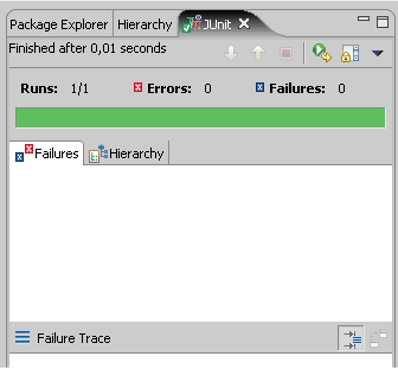 Package Explorer Hierarchy JUnit
Finished after 0,01 seconds
Runs: 1/1 Errors: 0 Failures: 0
Failures Hierarchy
Failure Trace